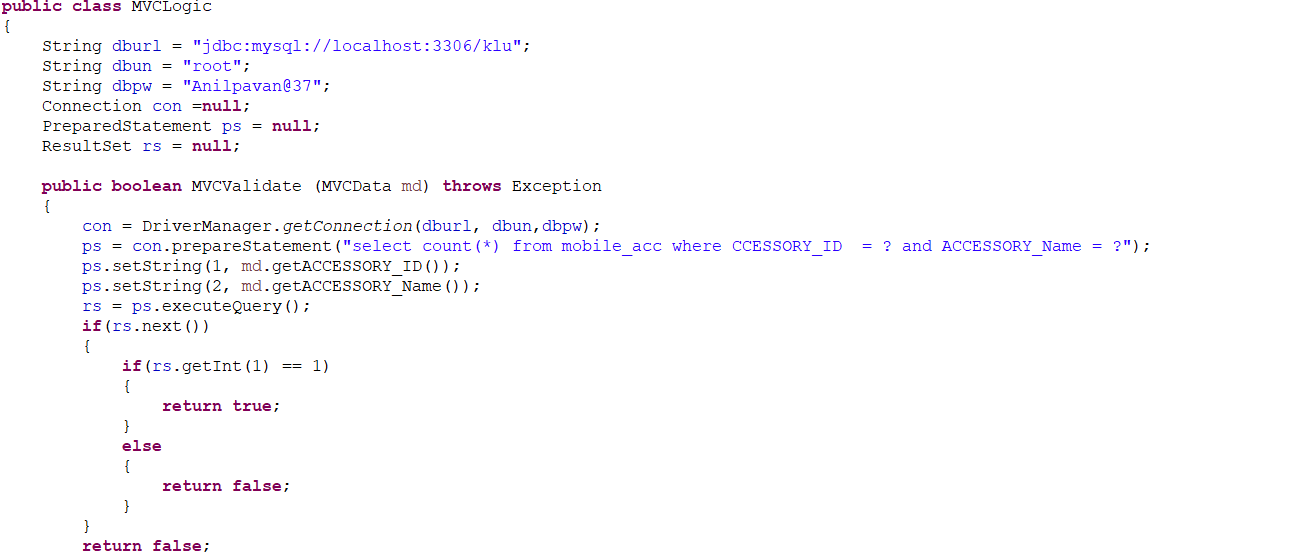 public class MVCLogic
{
    String dburl = "jdbc:mysql://localhost:3306/klu";
    String dbun = "root";
    String dbpw = "Anilpavan@37";
    Connection con =null;
    PreparedStatement ps = null;
    ResultSet rs = null;

    public boolean MVCValidate (MVCData md) throws Exception
    {
        con = DriverManager.getConnection(dburl, dbun,dbpw);
        ps = con.prepareStatement("select count(*) from mobile_acc where CCESSORY_ID  = ? and ACCESSORY_Name = ?");
        ps.setString(1, md.getACCESSORY_ID());
        ps.setString(2, md.getACCESSORY_Name());
        rs = ps.executeQuery();
        if(rs.next())
        {
            if(rs.getInt(1) == 1)
            {
                return true;
            }
            else
            {
                return false;
            }
        }
        return false;